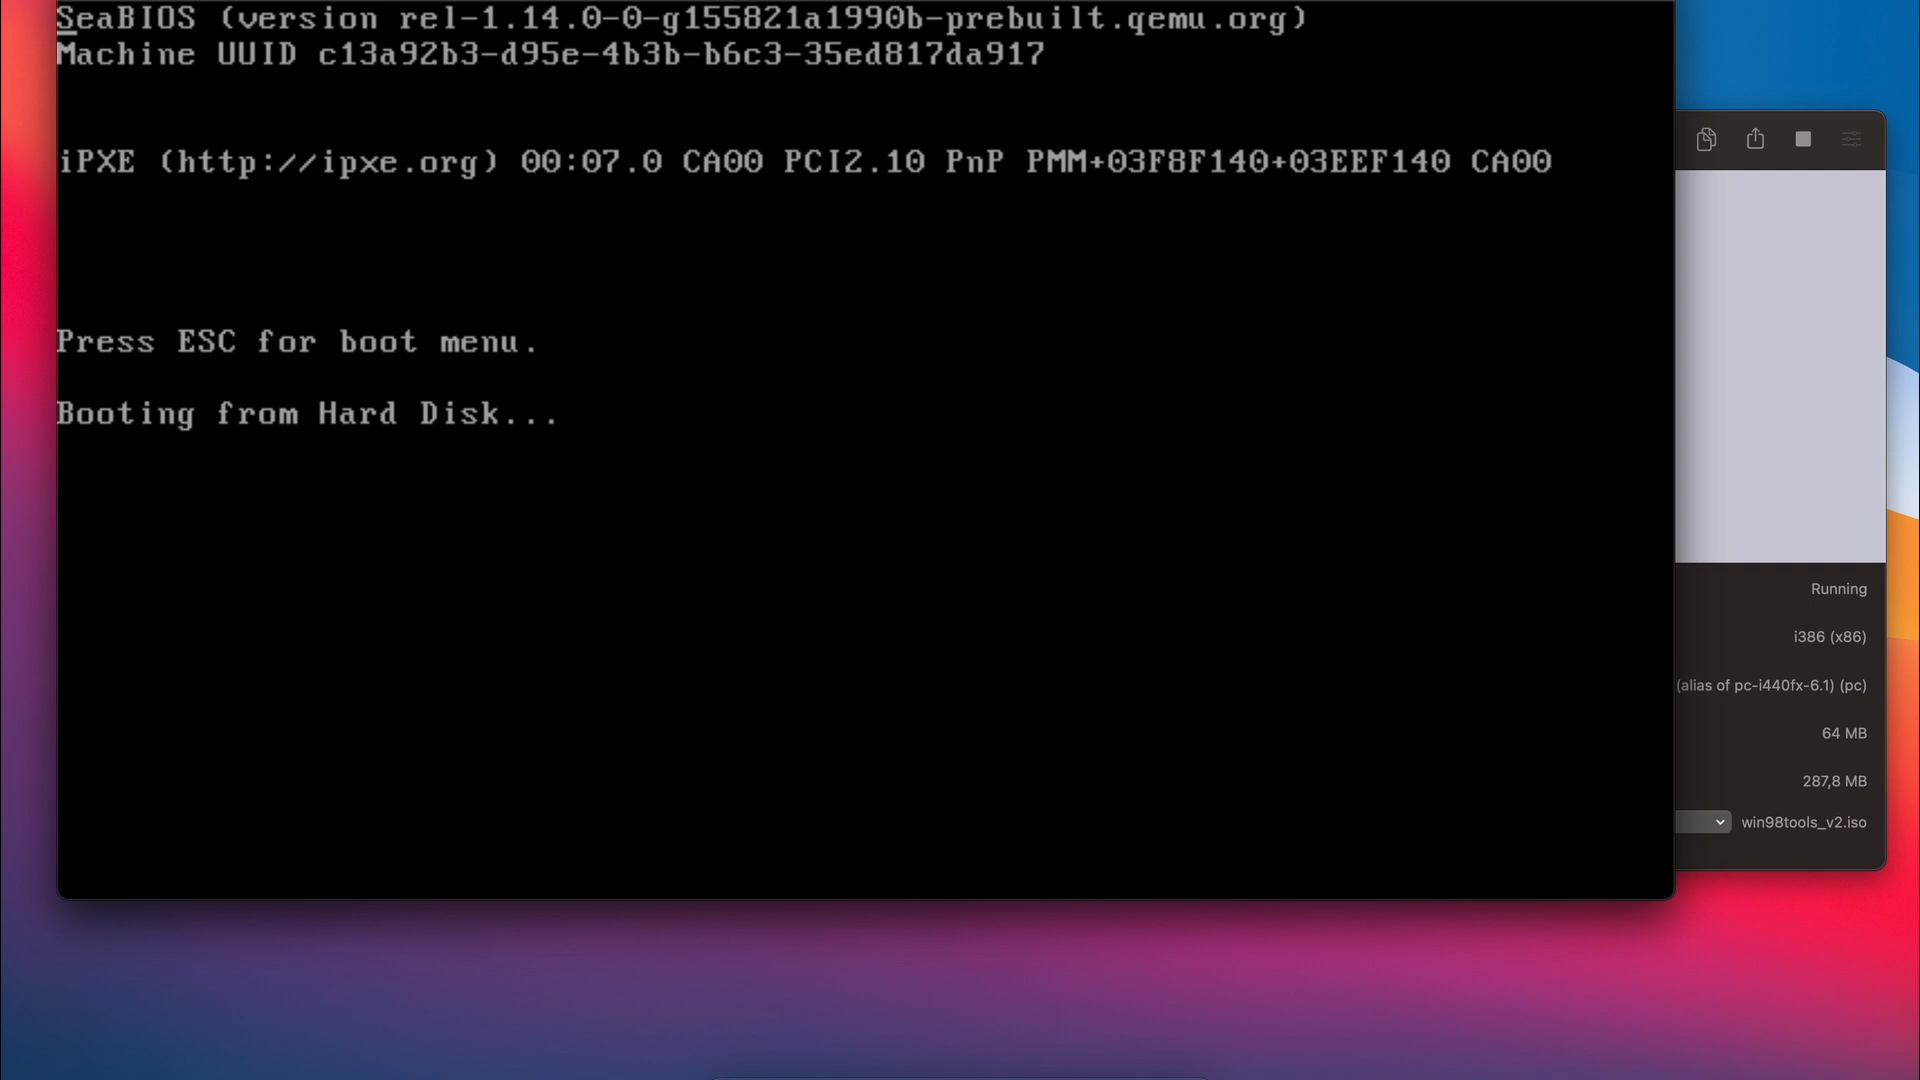 SeaBIOS (version rel-1.14.0-0-g155821a1990b-prebuilt.qemu.org)
Machine UUID c13a92b3-d95e-4b3b-b6c3-35ed817da917
iPXE (http://ipxe.org) 00:07.0 CA00 PCI2.10 PnP PMM+03F8F140+03EEF140 CA00
Press ESC for boot menu.
Booting from Hard Disk...
Running
i386 (x86)
(alias of pc-i440fx-6.1) (pc)
64 MB
287,8 MB
win98tools_v2.iso